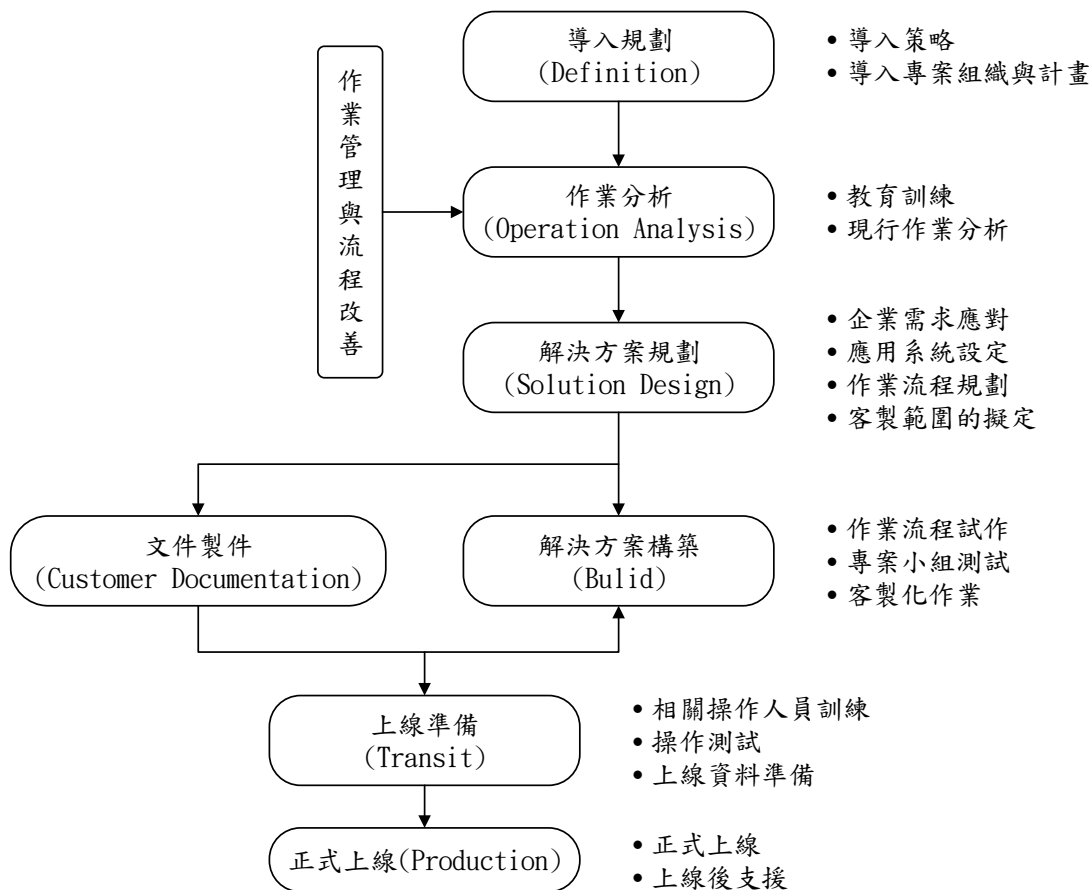 導入規劃
(Definition)
• 導入策略
• 導入專案組織與計畫
作業管理與流程改善
作業分析
(Operation Analysis)
• 教育訓練
• 現行作業分析
解決方案規劃
(Solution Design)
• 企業需求應對
• 應用系統設定
• 作業流程規劃
• 客製範圍的擬定
文件製件
(Customer Documentation)
解決方案構築
(Bulid)
• 作業流程試作
• 專案小組測試
• 客製化作業
上線準備
(Transit)
• 相關操作人員訓練
• 操作測試
• 上線資料準備
正式上線(Production)
• 正式上線
• 上線後支援